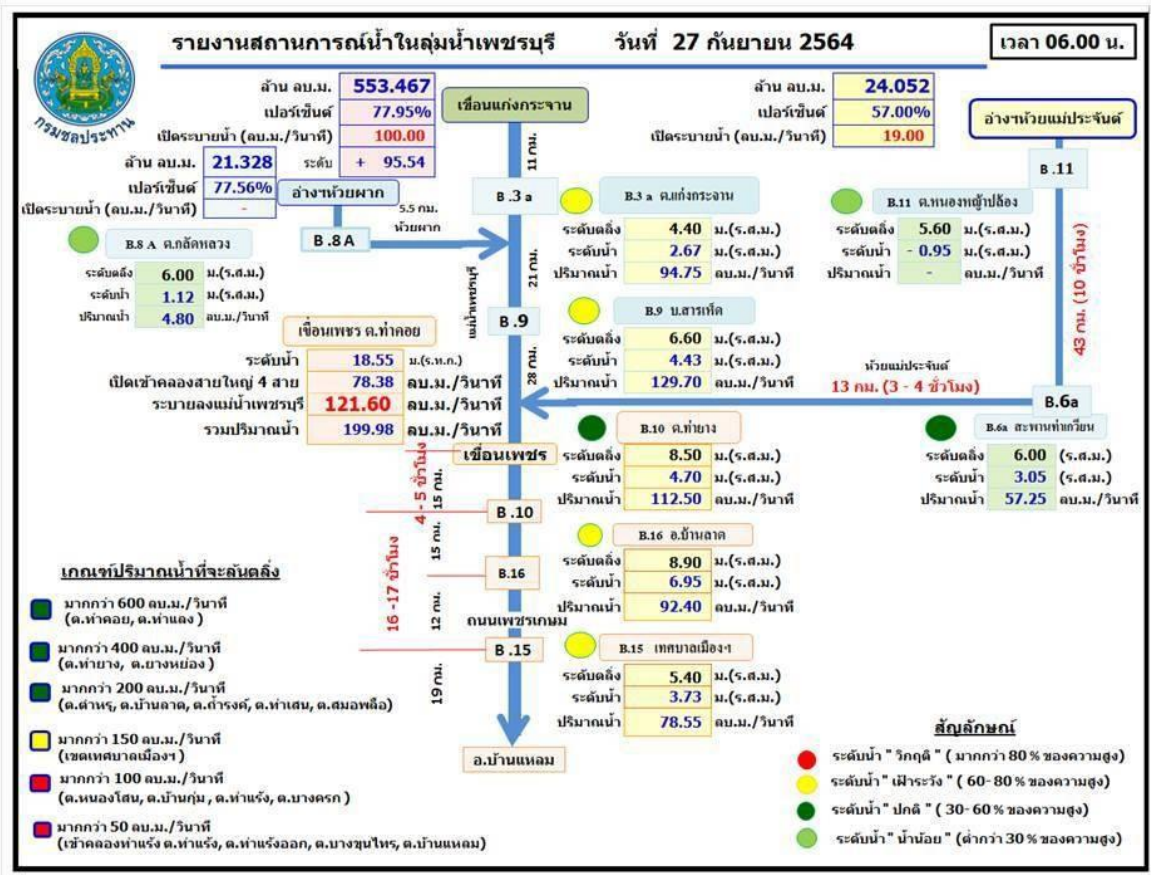 รายงานสถานการณ์น้ำในลุ่มน้ำเพชรบุรี วันที่ 27 กันยายน 2564
เวลา 06.00 น.
กรมชลประทาน
ล้าน ลบ.ม. 553.467
เปอร์เซ็นต์ 77.95%
เปิดระบายน้ำ (ลบ.ม./วินาที) 100.00
ระดับ + 95.54
เขื่อนแก่งกระจาน
ล้าน ลบ.ม. 24.052
เปอร์เซ็นต์ 57.00%
เปิดระบายน้ำ (ลบ.ม./วินาที) 19.00
อ่างฯห้วยแม่ประจันต์
ล้าน ลบ.ม. 21.328
เปอร์เซ็นต์ 77.56%
เปิดระบายน้ำ (ลบ.ม./วินาที) -
อ่างฯห้วยผาก
11 กม.
B.11
B.3 a
5.5 กม.
ห้วยผาก
B.8A
B.8 A ต.กลัดหลวง
ระดับตลิ่ง 6.00 ม.(ร.ส.ม.)
ระดับน้ำ 1.12 ม.(ร.ส.ม.)
ปริมาณน้ำ 4.80 ลบ.ม./วินาที
B.3 a ต.แก่งกระจาน
ระดับตลิ่ง 4.40 ม.(ร.ส.ม.)
ระดับน้ำ 2.67 ม.(ร.ส.ม.)
ปริมาณน้ำ 94.75 ลบ.ม./วินาที
B.11 ต.หนองหญ้าปล้อง
ระดับตลิ่ง 5.60 ม.(ร.ส.ม.)
ระดับน้ำ - 0.95 ม.(ร.ส.ม.)
ปริมาณน้ำ - ลบ.ม./วินาที
แม่น้ำเพชรบุรี
21 กม.
43 กม. (10 ชั่วโมง)
B.9
B.9 บ.สารเห็ด
ระดับตลิ่ง 6.60 ม.(ร.ส.ม.)
ระดับน้ำ 4.43 ม.(ร.ส.ม.)
ปริมาณน้ำ 129.70 ลบ.ม./วินาที
เขื่อนเพชร ต.ท่าคอย
ระดับน้ำ 18.55 ม.(ร.ท.ก.)
เปิดเข้าคลองสายใหญ่ 4 สาย 78.38 ลบ.ม./วินาที
ระบายลงแม่น้ำเพชรบุรี 121.60 ลบ.ม./วินาที
รวมปริมาณน้ำ 199.98 ลบ.ม./วินาที
28 กม.
ห้วยแม่ประจันต์
13 กม. (3 - 4 ชั่วโมง)
B.6a
B.6a สะพานท่าเกวียน
ระดับตลิ่ง 6.00 (ร.ส.ม.)
ระดับน้ำ 3.05 (ร.ส.ม.)
ปริมาณน้ำ 57.25 ลบ.ม./วินาที
เขื่อนเพชร
B.10 ต.ท่ายาง
ระดับตลิ่ง 8.50 ม.(ร.ส.ม.)
ระดับน้ำ 4.70 ม.(ร.ส.ม.)
ปริมาณน้ำ 112.50 ลบ.ม./วินาที
4 - 5 ชั่วโมง
15 กม.
B.10
15 กม.
16 -17 ชั่วโมง
B.16
B.16 อ.บ้านลาด
ระดับตลิ่ง 8.90 ม.(ร.ส.ม.)
ระดับน้ำ 6.95 ม.(ร.ส.ม.)
ปริมาณน้ำ 92.40 ลบ.ม./วินาที
12 กม.
ถนนเพชรเกษม
B.15
B.15 เทศบาลเมืองฯ
ระดับตลิ่ง 5.40 ม.(ร.ส.ม.)
ระดับน้ำ 3.73 ม.(ร.ส.ม.)
ปริมาณน้ำ 78.55 ลบ.ม./วินาที
19 กม.
อ.บ้านแหลม
เกณฑ์ปริมาณน้ำที่จะล้นตลิ่ง
มากกว่า 600 ลบ.ม./วินาที
(ต.ท่าคอย, ต.ท่าแลง )
มากกว่า 400 ลบ.ม./วินาที
(ต.ท่ายาง, ต.ยางหย่อง)
มากกว่า 200 ลบ.ม./วินาที
(ต.ตำหรุ, ต.บ้านลาด, ต.ถ้ำรงค์, ต.ท่าเสน, ต.สมอพลือ)
มากกว่า 150 ลบ.ม./วินาที
(เขตเทศบาลเมืองฯ )
มากกว่า 100 ลบ.ม./วินาที
(ต.หนองโสน, ต.บ้านกุ่ม , ต.ท่าแร้ง, ต.บางครก )
มากกว่า 50 ลบ.ม./วินาที
(เข้าคลองท่าแร้ง ต.ท่าแร้ง, ต.ท่าแร้งออก, ต.บางขุนไทร, ต.บ้านแหลม)
สัญลักษณ์
ระดับน้ำ " วิกฤติ " ( มากกว่า 80 % ของความสูง)
ระดับน้ำ " เฝ้าระวัง " ( 60- 80 % ของความสูง)
ระดับน้ำ " ปกติ " ( 30- 60 % ของความสูง)
ระดับน้ำ " น้ำน้อย " (ต่ำกว่า 30 % ของความสูง)